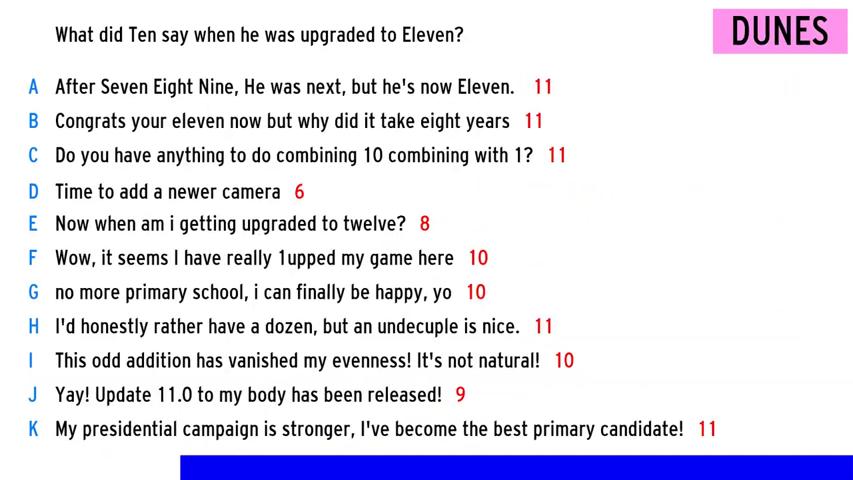 What did Ten say when he was upgraded to Eleven?
DUNES
A After Seven Eight Nine, He was next, but he's now Eleven. 11
B Congrats your eleven now but why did it take eight years 11
C Do you have anything to do combining 10 combining with 1? 11
D Time to add a newer camera 6
E Now when am i getting upgraded to twelve? 8
F Wow, it seems I have really 1upped my game here 10
G no more primary school, i can finally be happy, yo 10
H I'd honestly rather have a dozen, but an undecuple is nice. 11
I This odd addition has vanished my evenness! It's not natural! 10
J Yay! Update 11.0 to my body has been released! 9
K My presidential campaign is stronger, I've become the best primary candidate! 11